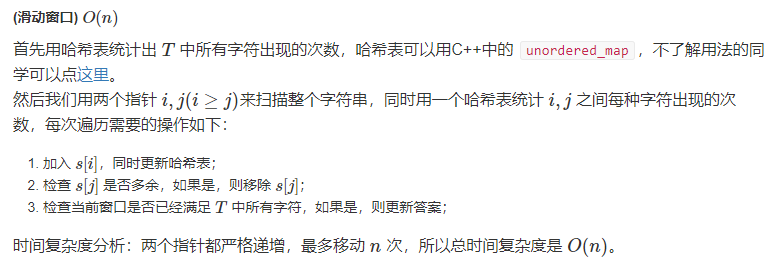 (滑动窗口) O(n)
首先用哈希表统计出 T 中所有字符出现的次数，哈希表可以用C++中的 unordered_map，不了解用法的同
学可以点这里。
然后我们用两个指针 i, j(i ≥ j)来扫描整个字符串，同时用一个哈希表统计 i, j 之间每种字符出现的次
数，每次遍历需要的操作如下：
1. 加入 s[i]，同时更新哈希表；
2. 检查 s[j] 是否多余，如果是，则移除 s[j]；
3. 检查当前窗口是否已经满足 T 中所有字符，如果是，则更新答案；
时间复杂度分析：两个指针都严格递增，最多移动 n 次，所以总时间复杂度是 O(n)。